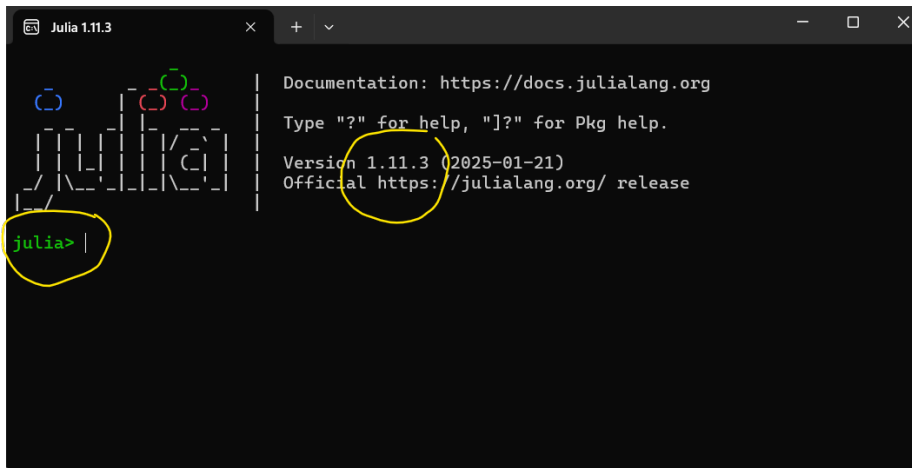 Julia 1.11.3
Documentation: https://docs.julialang.org
Type "?" for help, "]?" for Pkg help.
Version 1.11.3 (2025-01-21)
Official https://julialang.org/ release
julia
julia>